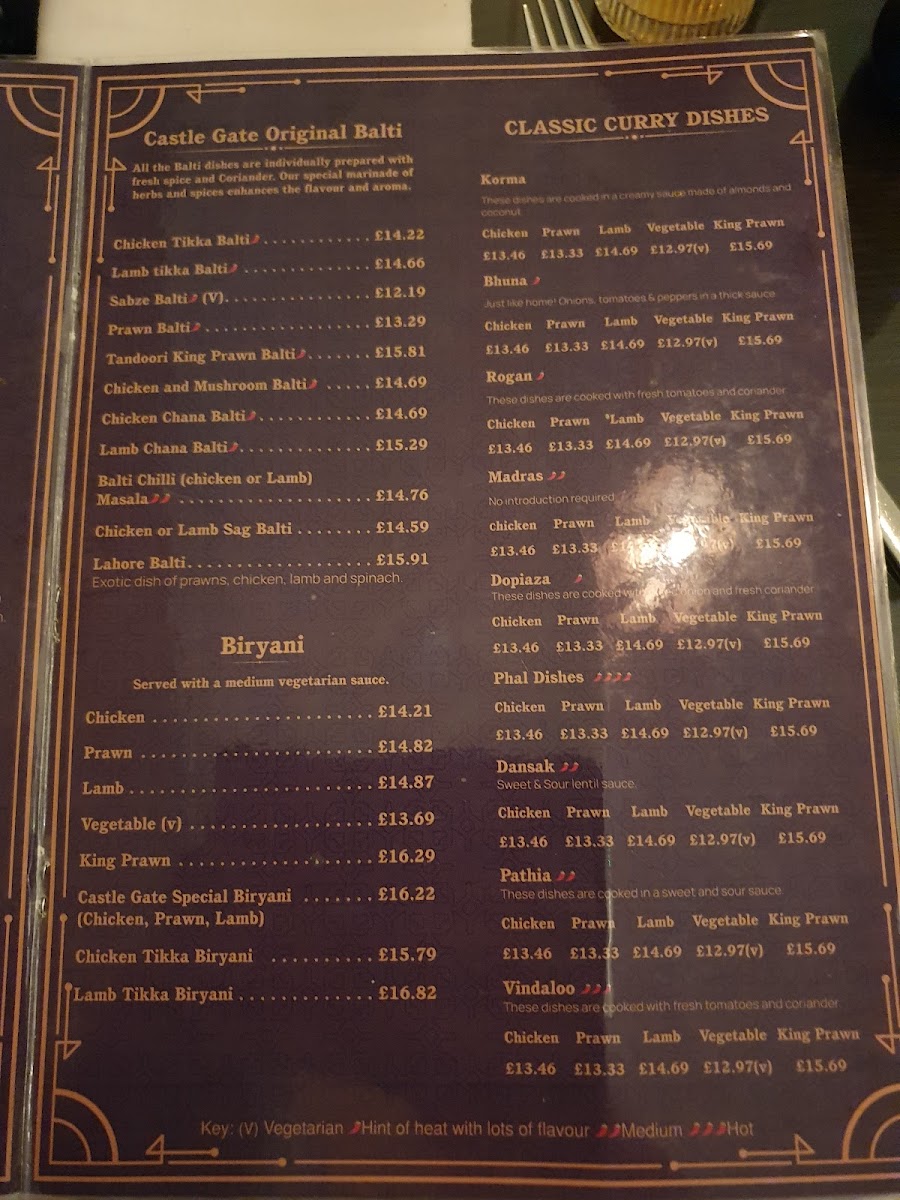 Castle Gate Original Balti
All the Balti dishes are individually prepared with
fresh spice and Coriander. Our special marinade of
herbs and spices enhances the flavour and aroma.
Chicken Tikka Balti............£14.22
Lamb tikka Balti ..............£14.66
Sabze Balti (V)................£12.19
Prawn Balti...................£13.29
Tandoori King Prawn Balti.......£15.81
Chicken and Mushroom Balti .....£14.69
Chicken Chana Balti............£14.69
Lamb Chana Balti...............£15.29
Balti Chilli (chicken or Lamb)
Masala ......................£14.76
Chicken or Lamb Sag Balti ........£14.59
Lahore Balti....................£15.91
Exotic dish of prawns, chicken, lamb and spinach.
Biryani
Served with a medium vegetarian sauce.
Chicken ......................£14.21
Prawn .......................£14.82
Lamb........................£14.87
Vegetable (v) .................£13.69
King Prawn ...................£16.29
Castle Gate Special Biryani .......£16.22
(Chicken, Prawn, Lamb)
Chicken Tikka Biryani ..........£15.79
Lamb Tikka Biryani.............£16.82
CLASSIC CURRY DISHES
Korma
These dishes are cooked in a creamy sauce made of almonds and
coconut
Chicken Prawn Lamb Vegetable King Prawn
£13.46 £13.33 £14.69 £12.97(v) £15.69
Bhuna
Just like home! Onions, tomatoes & peppers in a thick sauce
Chicken Prawn Lamb Vegetable King Prawn
£13.46 £13.33 £14.69 £12.97(v) £15.69
Rogan
These dishes are cooked with fresh tomatoes and coriander
Chicken Prawn *Lamb Vegetable King Prawn
£13.46 £13.33 £14.69 £12.97(v) £15.69
Madras
No introduction required
Chicken Prawn Lamb Vegetable King Prawn
£13.46 £13.33 £15.69
Dopiaza
These dishes are cooked onion and fresh coriander
Chicken Prawn Lamb Vegetable King Prawn
£13.46 £13.33 £14.69 £12.97(v) £15.69
Phal Dishes
Chicken Prawn Lamb Vegetable King Prawn
£13.46 £13.33 £14.69 £12.97(v) £15.69
Dansak
Sweet & Sour lentil sauce.
Chicken Prawn Lamb Vegetable King Prawn
£13.46 £13.33 £14.69 £12.97(v) £15.69
Pathia
These dishes are cooked in a sweet and sour sauce.
Chicken Prawn Lamb Vegetable King Prawn
£13.46 £13.33 £14.69 £12.97(v) £15.69
Vindaloo
These dishes are cooked with fresh tomatoes and coriander
Chicken Prawn Lamb Vegetable King Prawn
£13.46 £13.33 £14.69 £12.97(v) £15.69
Key: (V) Vegetarian Hint of heat with lots of flavour Medium Hot